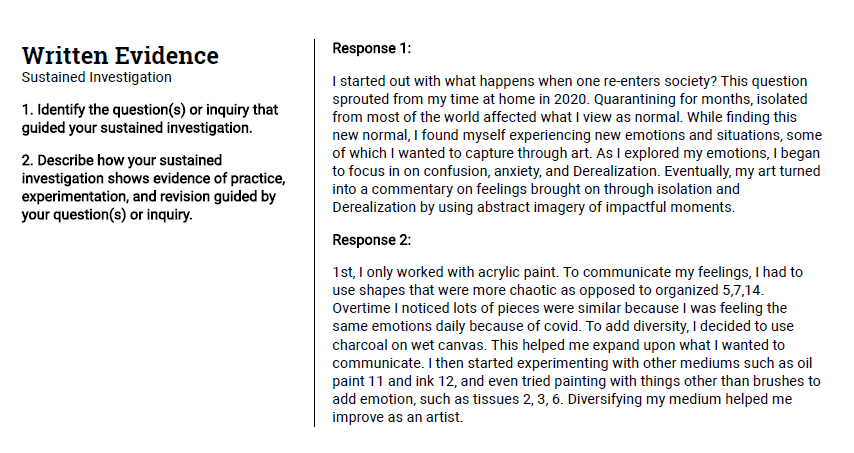 Written Evidence
Sustained Investigation
1. Identify the question(s) or inquiry that
guided your sustained investigation.
2. Describe how your sustained
investigation shows evidence of practice,
experimentation, and revision guided by
your question(s) or inquiry.
Response 1:
I started out with what happens when one re-enters society? This question
sprouted from my time at home in 2020. Quarantining for months, isolated
from most of the world affected what I view as normal. While finding this
new normal, I found myself experiencing new emotions and situations, some
of which I wanted to capture through art. As I explored my emotions, I began
to focus in on confusion, anxiety, and Derealization. Eventually, my art turned
into a commentary on feelings brought on through isolation and
Derealization by using abstract imagery of impactful moments.
Response 2:
1st, I only worked with acrylic paint. To communicate my feelings, I had to
use shapes that were more chaotic as opposed to organized 5,7,14.
Overtime I noticed lots of pieces were similar because I was feeling the
same emotions daily because of covid. To add diversity, I decided to use
charcoal on wet canvas. This helped me expand upon what I wanted to
communicate. I then started experimenting with other mediums such as oil
paint 11 and ink 12, and even tried painting with things other than brushes to
add emotion, such as tissues 2, 3, 6. Diversifying my medium helped me
improve as an artist.